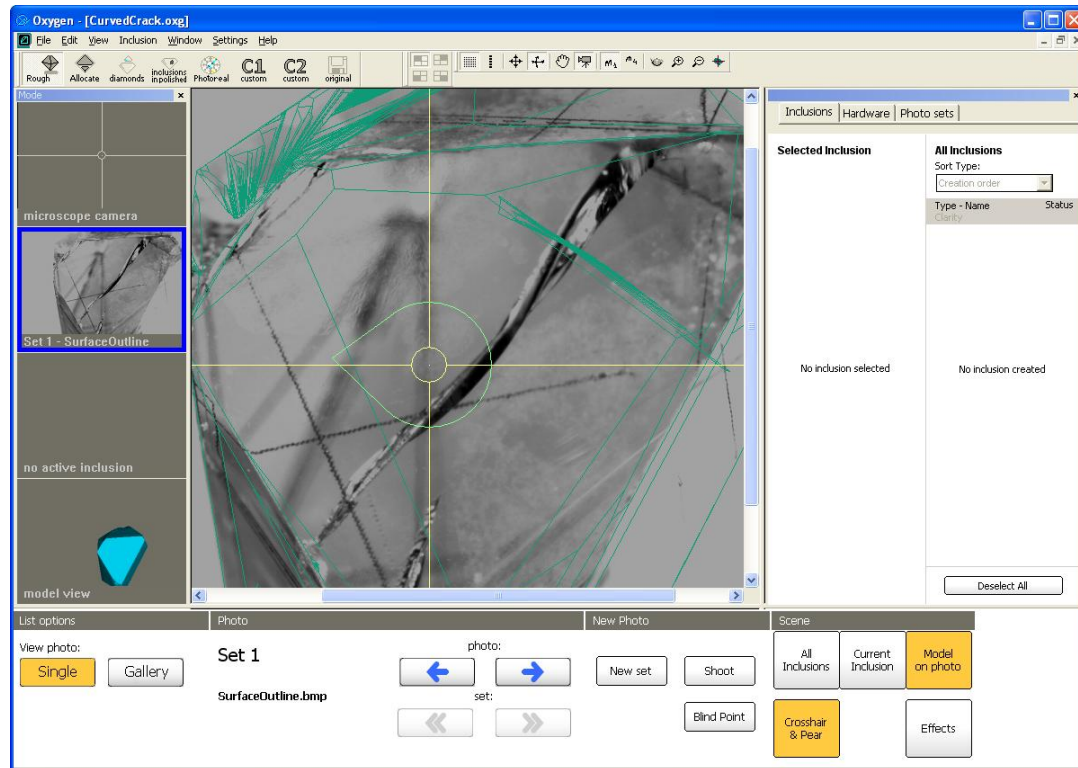 Oxygen - [CurvedCrack.oxg]
File Edit View Inclusion Window Settings Help
Rough
Allocate
diamonds
inclusions
in polished
Photoreal
C1
custom
C2
custom
original
Mode
microscope camera
Set 1 - SurfaceOutline
no active inclusion
model view
Inclusions Hardware Photo sets
Selected Inclusion
No inclusion selected
All Inclusions
Sort Type:
Creation order
Type - Name Status
Clarity
No inclusion created
Deselect All
List options
View photo:
Single Gallery
Photo
Set 1
SurfaceOutline.bmp
photo:
set:
New Photo
New set Shoot
Blind Point
Scene
All
Inclusions
Current
Inclusion
Model
on photo
Crosshair
& Pear
Effects